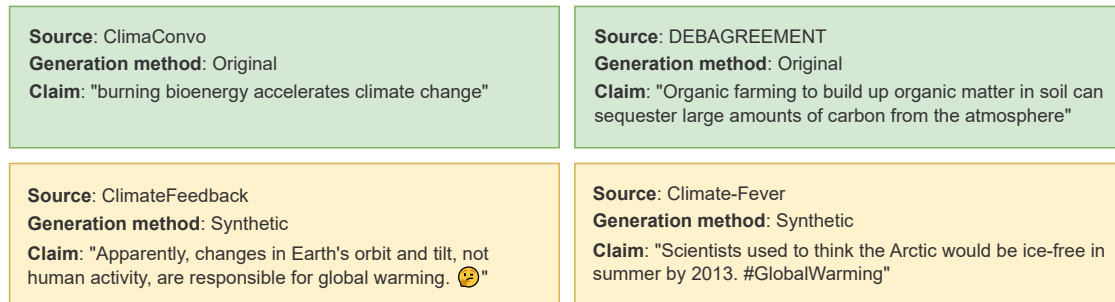 Source: ClimaConvo
Generation method: Original
Claim: "burning bioenergy accelerates climate change"
Source: DEBAGREEMENT
Generation method: Original
Claim: "Organic farming to build up organic matter in soil can
sequester large amounts of carbon from the atmosphere"
Source: ClimateFeedback
Generation method: Synthetic
Claim: "Apparently, changes in Earth's orbit and tilt, not
human activity, are responsible for global warming. 🤔"
Source: Climate-Fever
Generation method: Synthetic
Claim: "Scientists used to think the Arctic would be ice-free in
summer by 2013. #GlobalWarming"